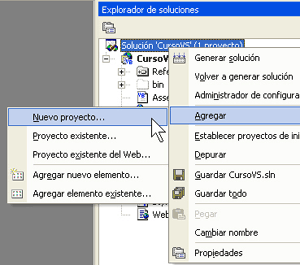 Explorador de soluciones
Solución 'CursoVS' (1 proyecto)
CursoV
Refe
bin
Asse
Web
Generar solución
Volver a generar solución
Administrador de configura
Agregar
Establecer proyectos de ini
Depurar
Guardar CursoVS.sln
Guardar todo
Pegar
Cambiar nombre
Propiedades
Nuevo proyecto...
Proyecto existente...
Proyecto existente del Web...
Agregar nuevo elemento...
Agregar elemento existente...